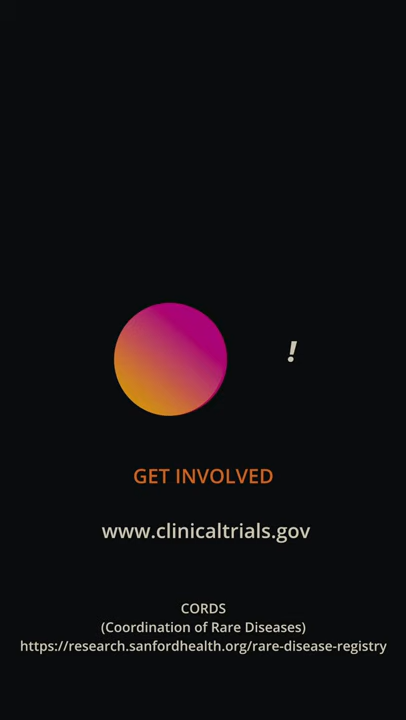 !
GET INVOLVED
www.clinicaltrials.gov
CORDS
(Coordination of Rare Diseases)
https://research.sanfordhealth.org/rare-disease-registry